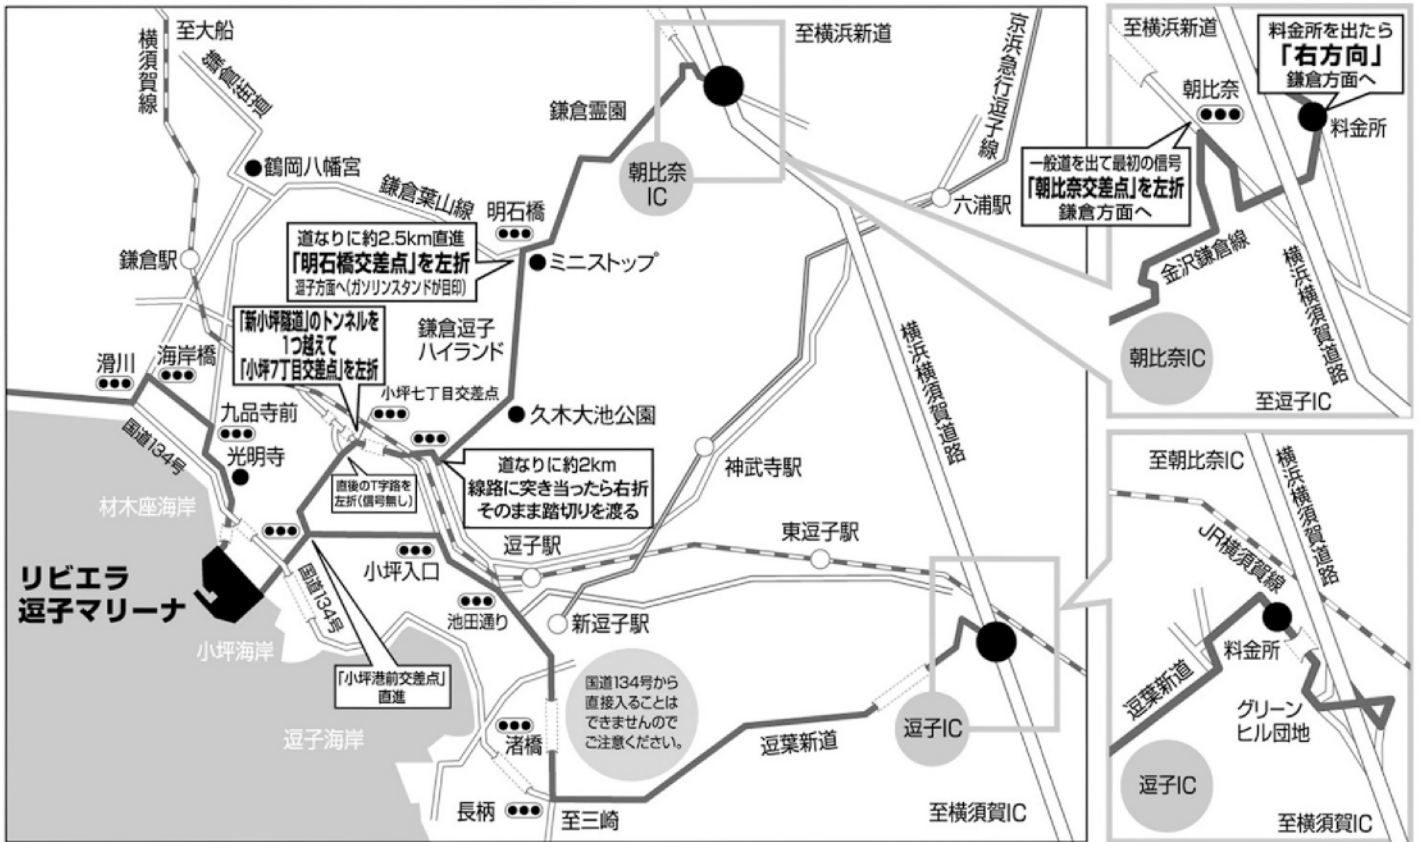 至大船
横須賀線
鎌倉街道
鶴岡八幡宮
鎌倉葉山線
鎌倉霊園
明石橋
朝比奈
IC
至横浜新道
京浜急行逗子線
六浦駅
道なりに約2.5km直進
「明石橋交差点」を左折
逗子方面へ(ガソリンスタンドが目印)
ミニストップ
鎌倉駅
「新小坪隧道」のトンネルを
1つ越えて
「小坪7丁目交差点」を左折
鎌倉逗子
ハイランド
横浜横須賀道路
滑川
海岸橋
小坪七丁目交差点
九品寺前
久木大池公園
国道134号
光明寺
直後のT字路を
左折(信号無し)
道なりに約2km
線路に突き当ったら右折
そのまま踏切りを渡る
神武寺駅
材木座海岸
東逗子駅
逗子駅
小坪入口
リビエラ
逗子マリーナ
国道134号
池田通り
新逗子駅
小坪海岸
「小坪港前交差点」
直進
国道134号から
直接入ることは
できませんので
ご注意ください。
逗子海岸
渚橋
逗葉新道
逗子IC
長柄
至三崎
至横須賀IC
至横浜新道
料金所を出たら
「右方向」
鎌倉方面へ
朝比奈
料金所
一般道を出て最初の信号
「朝比奈交差点」を左折
鎌倉方面へ
金沢鎌倉線
横浜横須賀道路
朝比奈IC
至逗子IC
至朝比奈IC
横浜横須賀道路
JR横須賀線
料金所
逗葉新道
グリーン
ヒル団地
逗子IC
至横須賀IC